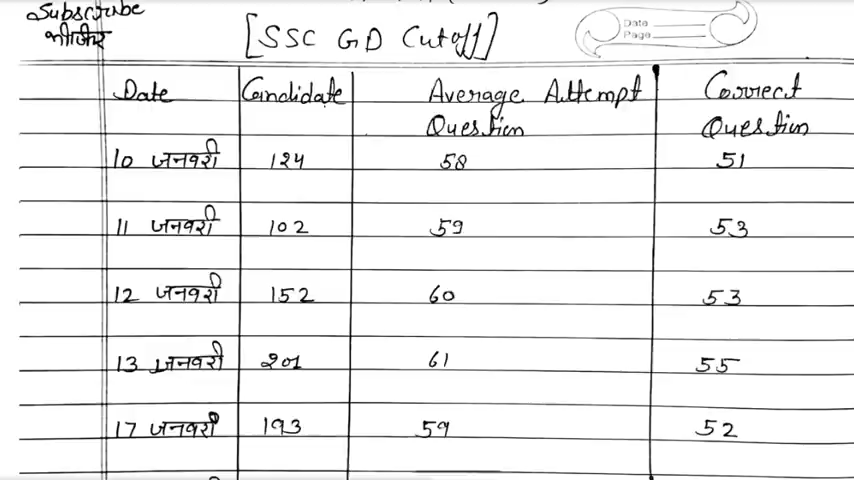 Subscribe
कीजिए
[SSC GD Cutoff]
Date
Page
Date Candidate Average Attempt Question Correct Question
10 जनवरी 124 58 51
11 जनवरी 102 59 53
12 जनवरी 152 60 53
13 जनवरी 201 61 55
17 जनवरी 193 59 52